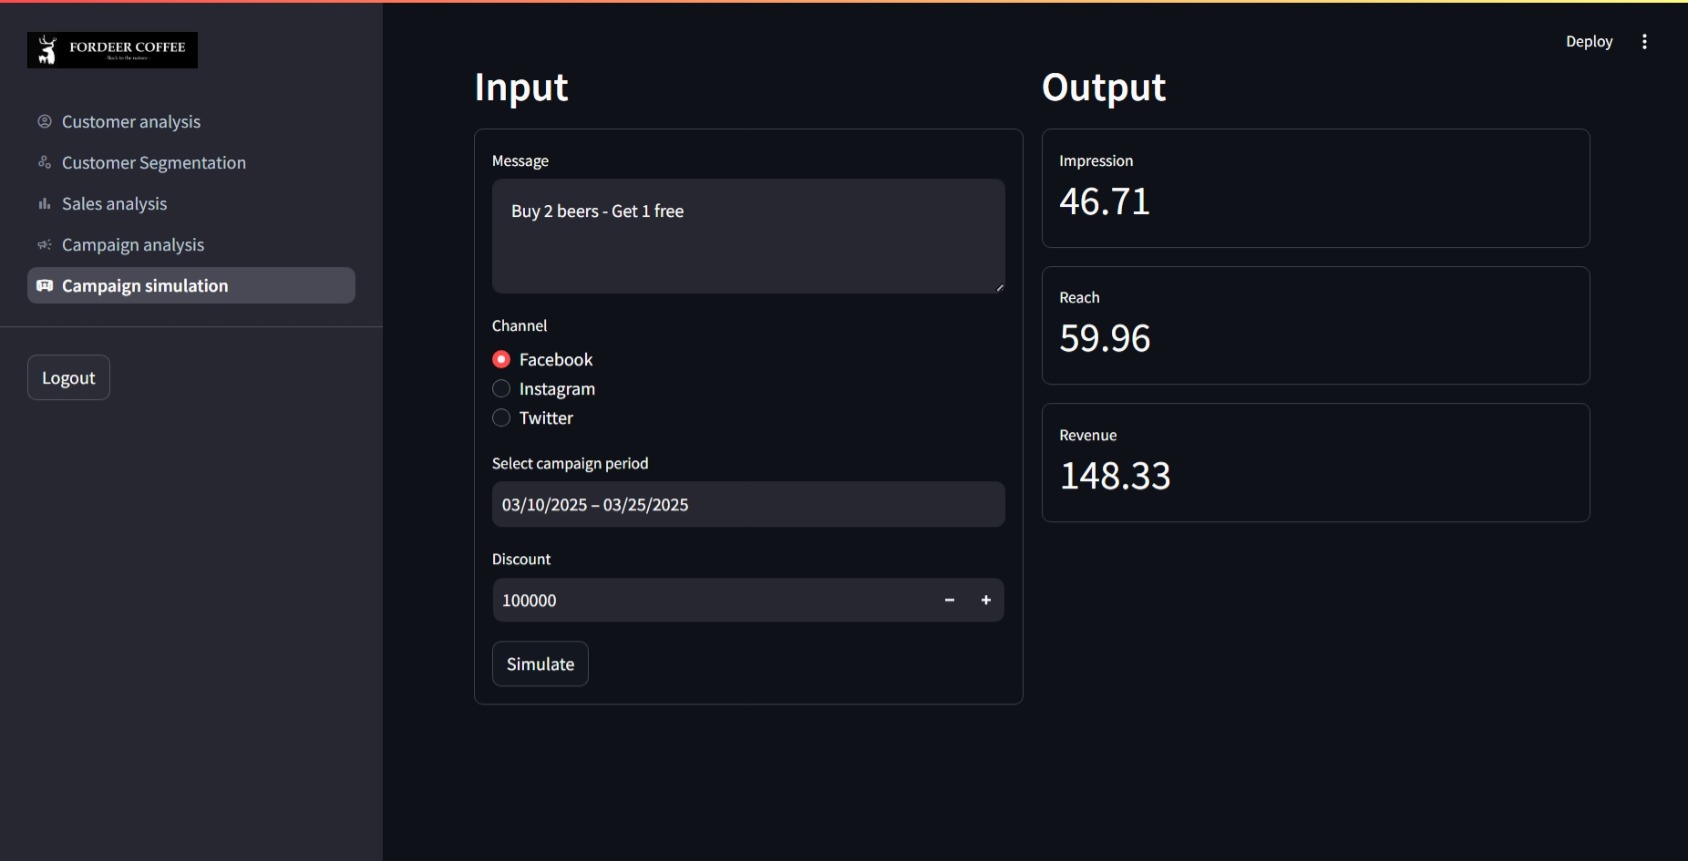 FORDEER COFFEE
Customer analysis
Customer Segmentation
Sales analysis
Campaign analysis
Campaign simulation
Logout
Deploy
Input
Message
Buy 2 beers - Get 1 free
Channel
Facebook
Instagram
Twitter
Select campaign period
03/10/2025 – 03/25/2025
Discount
100000
Simulate
Output
Impression
46.71
Reach
59.96
Revenue
148.33